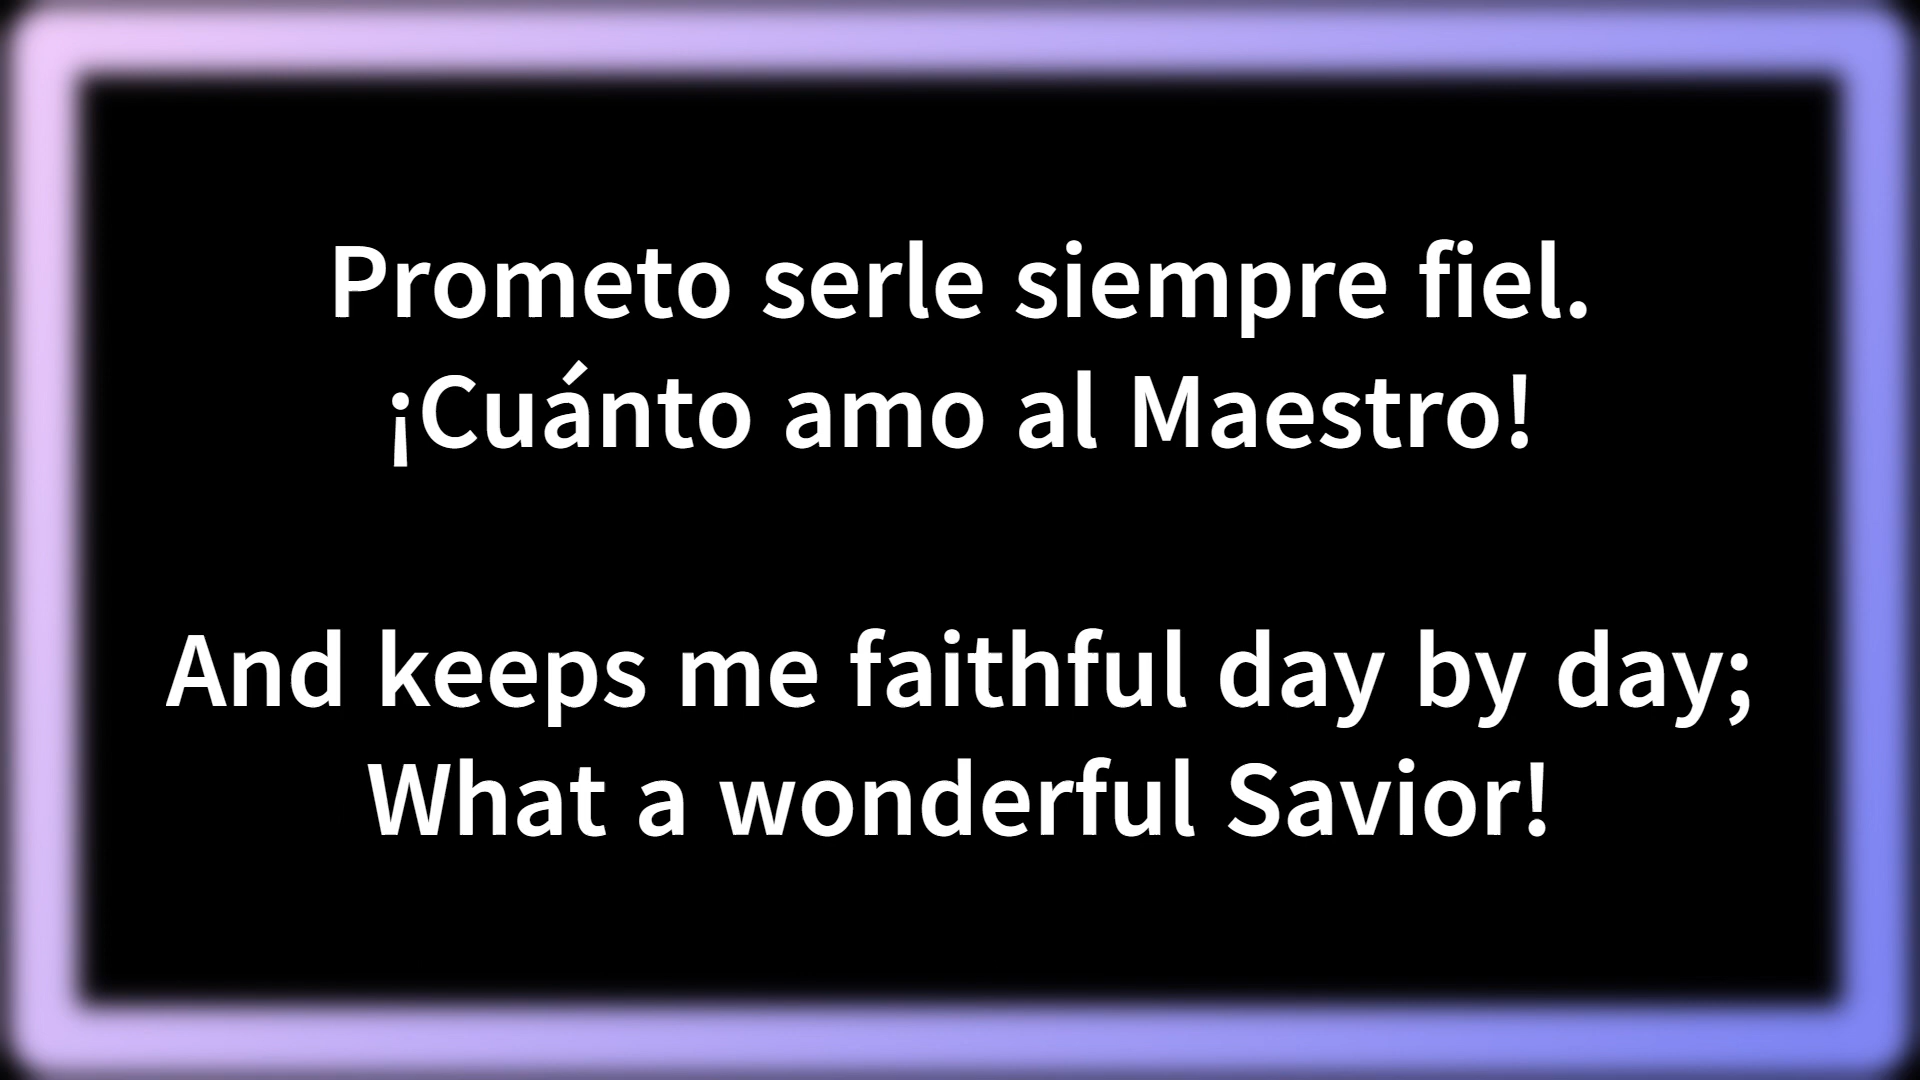 Prometo serle siempre fiel.
¡Cuánto amo al Maestro!
And keeps me faithful day by day;
What a wonderful Savior!